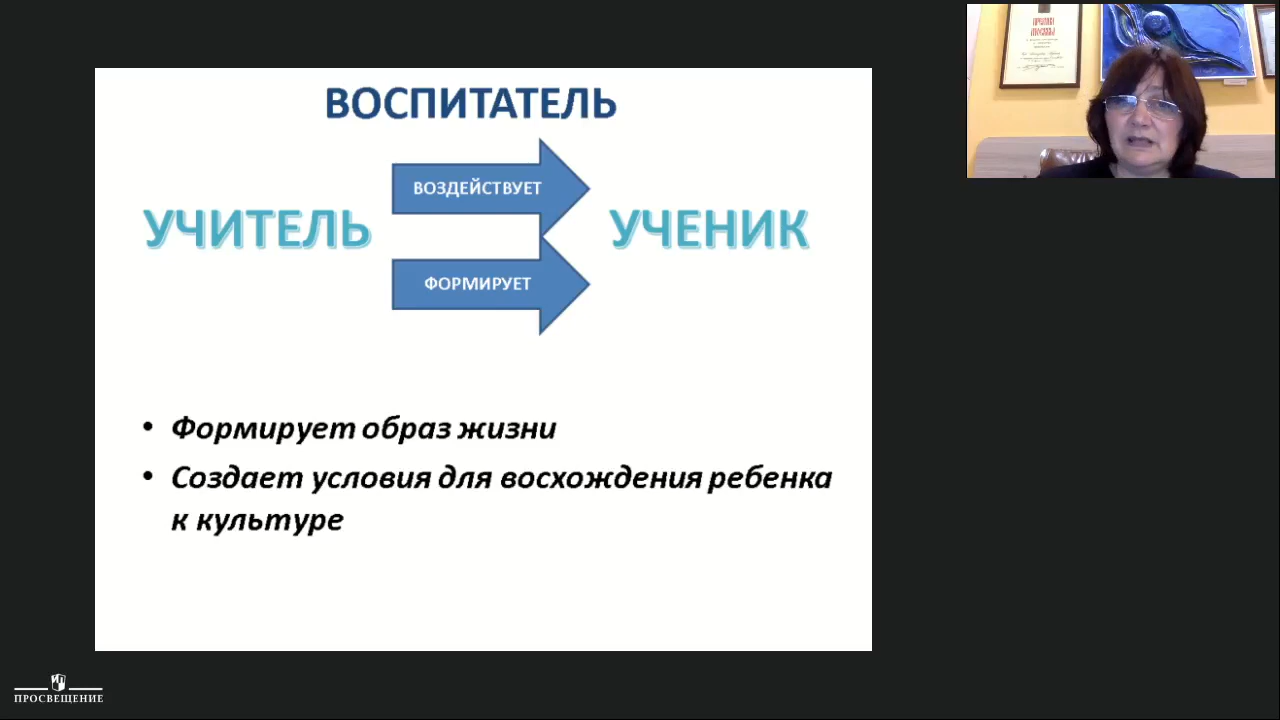 ВОСПИТАТЕЛЬ
ВОЗДЕЙСТВУЕТ
УЧИТЕЛЬ
УЧЕНИК
ФОРМИРУЕТ
• Формирует образ жизни
• Создает условия для восхождения ребенка
к культуре
ПРОСВЕЩЕНИЕ